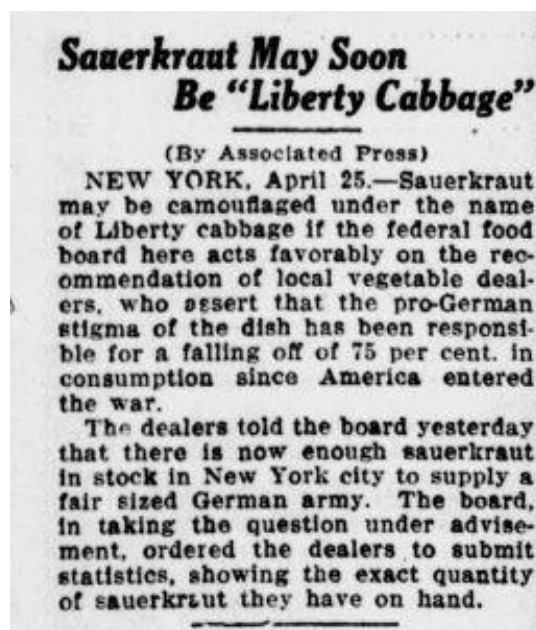 Sauerkraut May Soon
Be "Liberty Cabbage"
(By Associated Press)
NEW YORK, April 25.—Sauerkraut
may be camouflaged under the name
of Liberty cabbage if the federal food
board here acts favorably on the rec-
ommendation of local vegetable deal-
ers, who assert that the pro-German
stigma of the dish has been responsi-
ble for a falling off of 75 per cent. in
consumption since America entered
the war.
The dealers told the board yesterday
that there is now enough sauerkraut
in stock in New York city to supply a
fair sized German army. The board,
in taking the question under advise-
ment, ordered the dealers to submit
statistics, showing the exact quantity
of sauerkraut they have on hand.